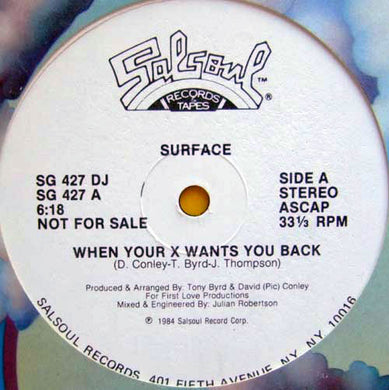 Salsoul™
RECORDS
TAPES®
SURFACE
SG 427 DJ
SG 427 A
6:18
NOT FOR SALE
SIDE A
STEREO
ASCAP
33⅓ RPM
WHEN YOUR X WANTS YOU BACK
(D. Conley-T. Byrd-J. Thompson)
Produced & Arranged By: Tony Byrd & David (Pic) Conley
For First Love Productions
Mixed & Engineered By: Julian Robertson
℗ 1984 Salsoul Record Corp.
SALSOUL RECORDS, 401 FIFTH AVENUE, NY, NY, 10016